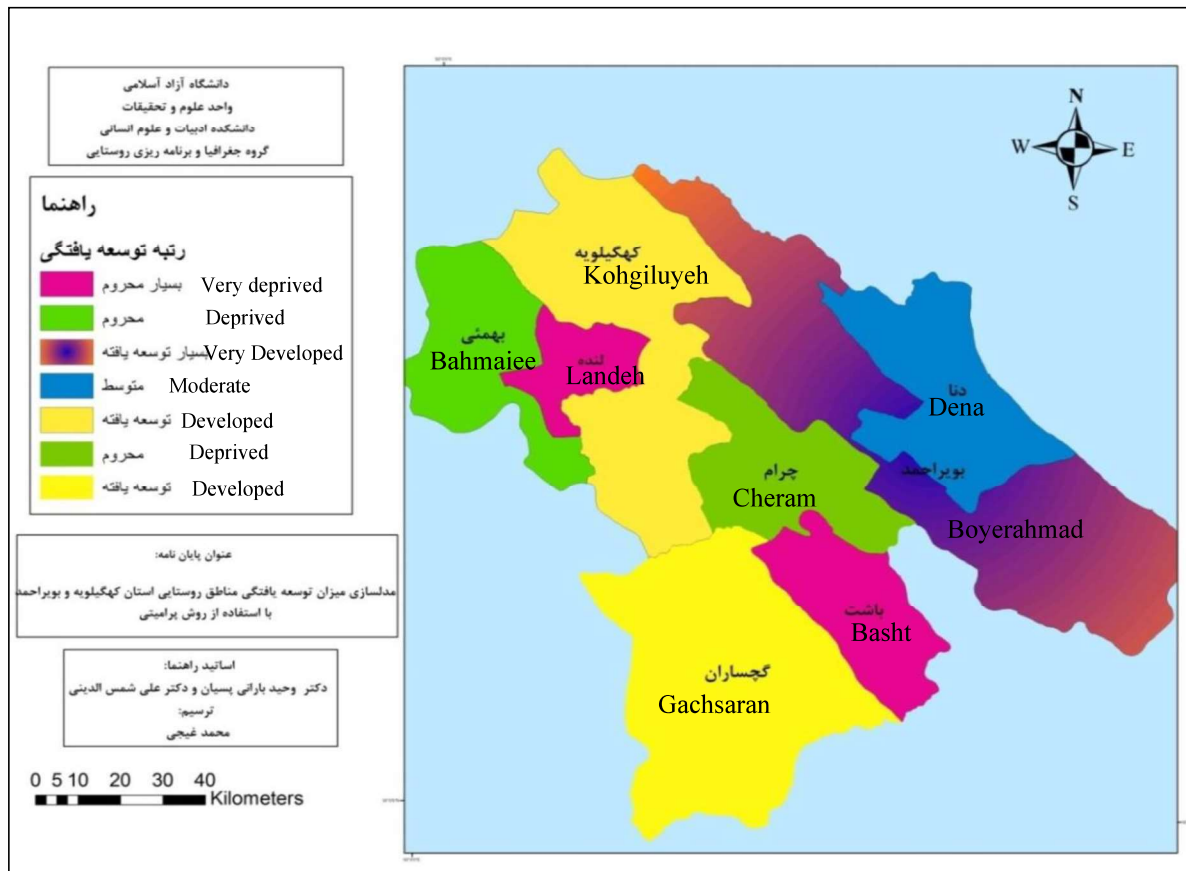 دانشگاه آزاد آسلامی
واحد علوم و تحقیقات
دانشکده ادبیات و علوم انسانی
گروه جغرافیا و برنامه ریزی روستایی
راهنما
رتبه توسعه یافتگی
بسیار محروم Very deprived
محروم Deprived
بسیار توسعه یافته Very Developed
متوسط Moderate
توسعه یافته Developed
محروم Deprived
توسعه یافته Developed
عنوان پایان نامه:
مدلسازی میزان توسعه یافتگی مناطق روستایی استان کهگیلویه و بویراحمد
با استفاده از روش پرامیتی
اساتید راهنما:
دکتر وحید بارانی پسیان و دکتر علی شمس الدینی
ترسیم:
محمد غیجی
0 5 10 20 30 40
Kilometers
N
W E
S
کهگیلویه
Kohgiluyeh
بهمئی
Bahmaiee
لنده
Landeh
دنا
Dena
بویراحمد
Boyerahmad
چرام
Cheram
باشت
Basht
گچساران
Gachsaran